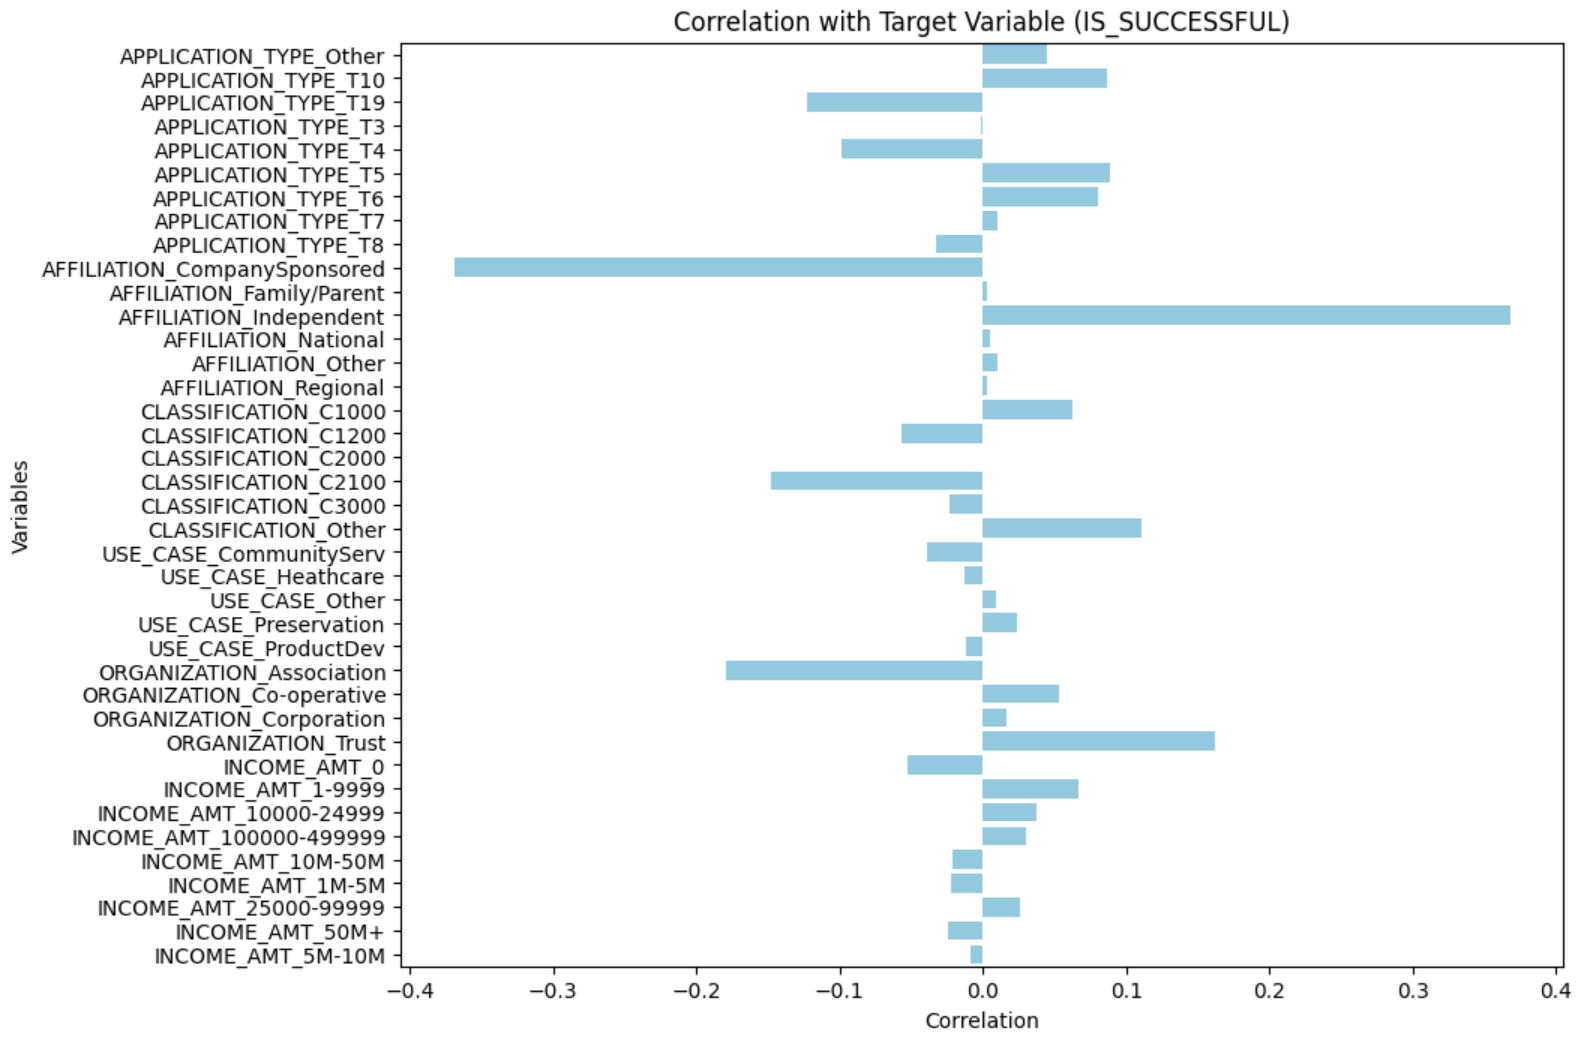 Correlation with Target Variable (IS_SUCCESSFUL)
Variables
APPLICATION_TYPE_Other
APPLICATION_TYPE_T10
APPLICATION_TYPE_T19
APPLICATION_TYPE_T3
APPLICATION_TYPE_T4
APPLICATION_TYPE_T5
APPLICATION_TYPE_T6
APPLICATION_TYPE_T7
APPLICATION_TYPE_T8
AFFILIATION_CompanySponsored
AFFILIATION_Family/Parent
AFFILIATION_Independent
AFFILIATION_National
AFFILIATION_Other
AFFILIATION_Regional
CLASSIFICATION_C1000
CLASSIFICATION_C1200
CLASSIFICATION_C2000
CLASSIFICATION_C2100
CLASSIFICATION_C3000
CLASSIFICATION_Other
USE_CASE_CommunityServ
USE_CASE_Heathcare
USE_CASE_Other
USE_CASE_Preservation
USE_CASE_ProductDev
ORGANIZATION_Association
ORGANIZATION_Co-operative
ORGANIZATION_Corporation
ORGANIZATION_Trust
INCOME_AMT_0
INCOME_AMT_1-9999
INCOME_AMT_10000-24999
INCOME_AMT_100000-499999
INCOME_AMT_10M-50M
INCOME_AMT_1M-5M
INCOME_AMT_25000-99999
INCOME_AMT_50M+
INCOME_AMT_5M-10M
−0.4 −0.3 −0.2 −0.1 0.0 0.1 0.2 0.3 0.4
Correlation